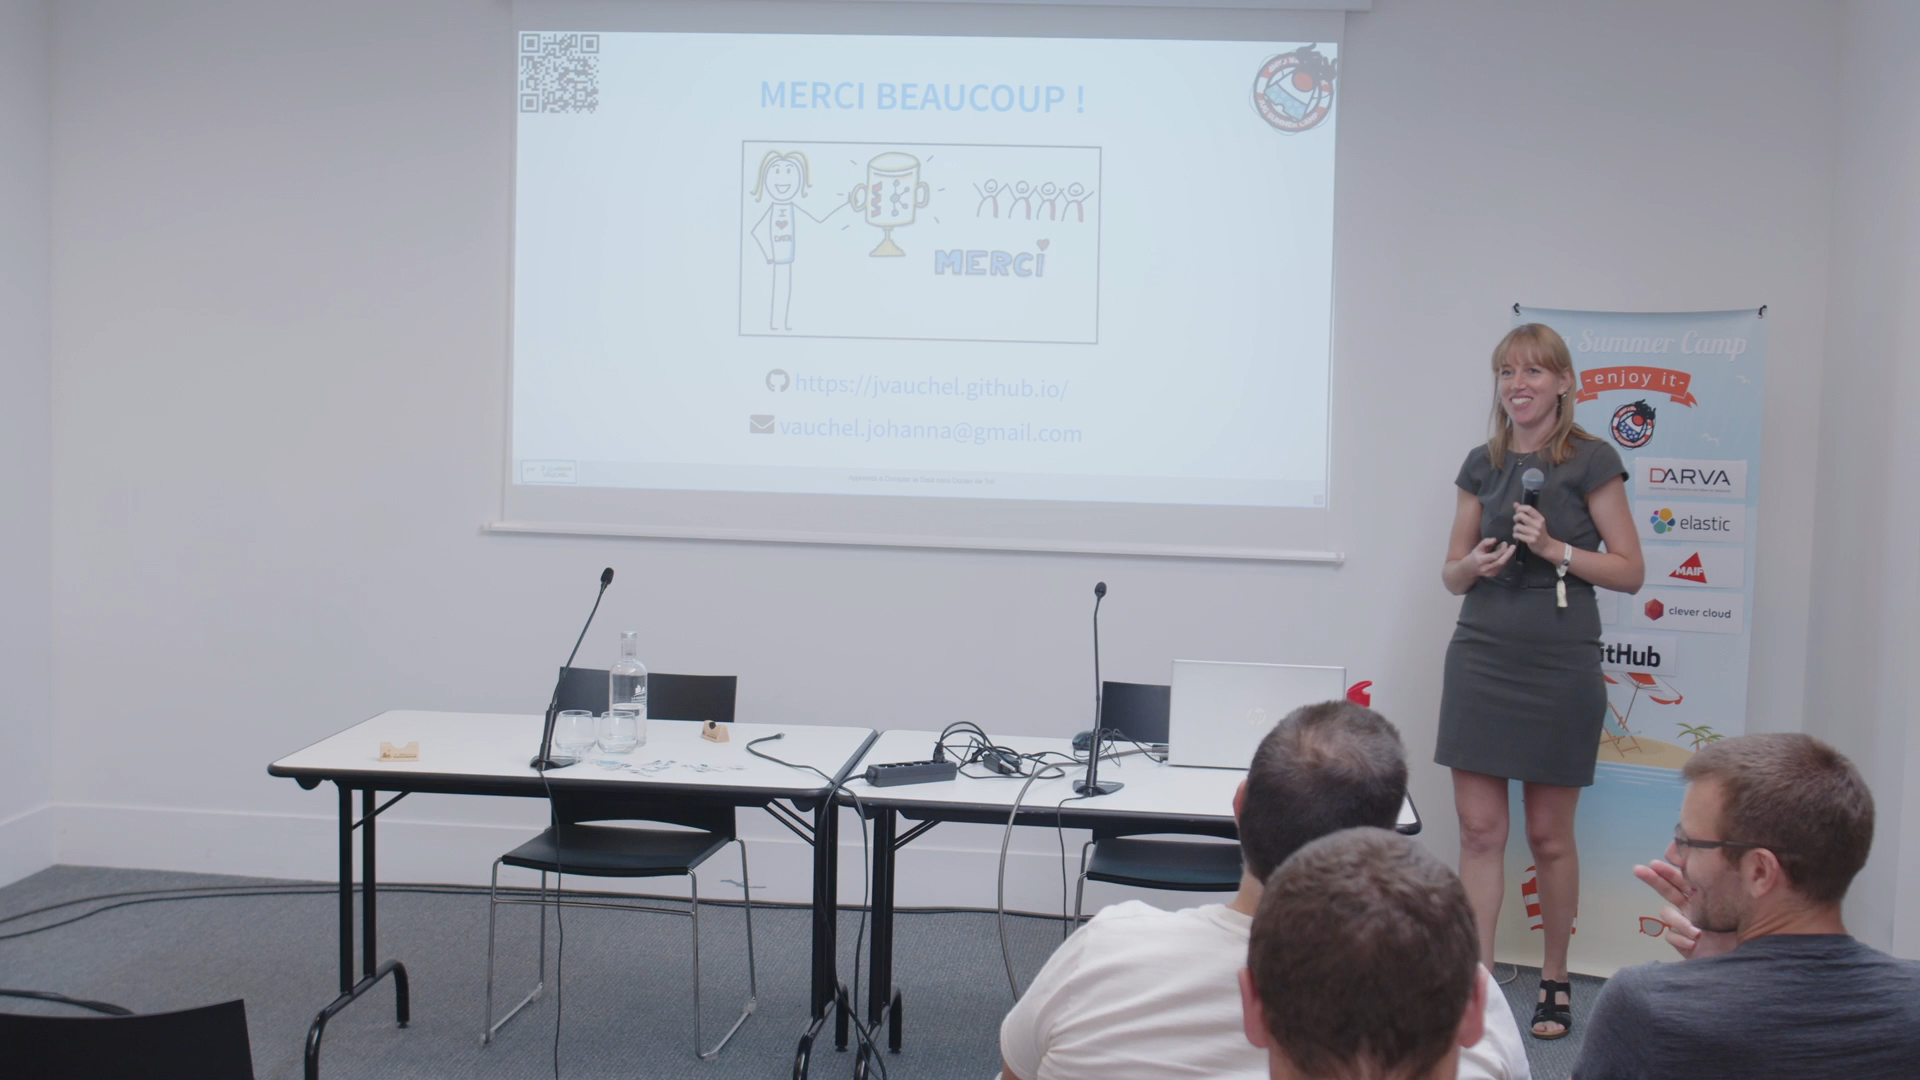 MERCI BEAUCOUP !
I
DATA
MERCI
https://jvauchel.github.io/
vauchel.johanna@gmail.com
Summer Camp
-enjoy it-
DARVA
elastic
MAIF
clever cloud
itHub